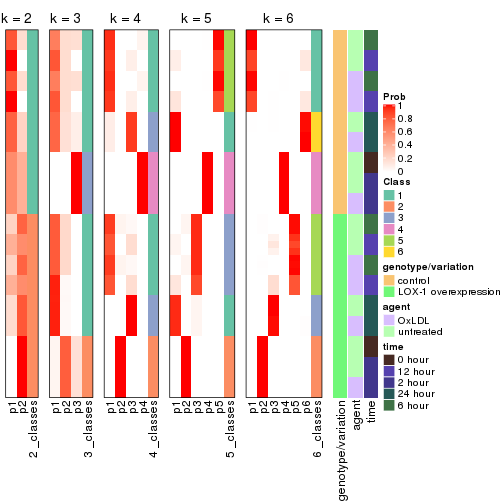 k = 2
k = 3
k = 4
k = 5
k = 6
p1
p2
2_classes
p1
p2
p3
3_classes
p1
p2
p3
p4
4_classes
p1
p2
p3
p4
p5
5_classes
p1
p2
p3
p4
p5
p6
6_classes
genotype/variation
agent
time
Prob
1
0.8
0.6
0.4
0.2
0
Class
1
2
3
4
5
6
genotype/variation
control
LOX-1 overexpression
agent
OxLDL
untreated
time
0 hour
12 hour
2 hour
24 hour
6 hour